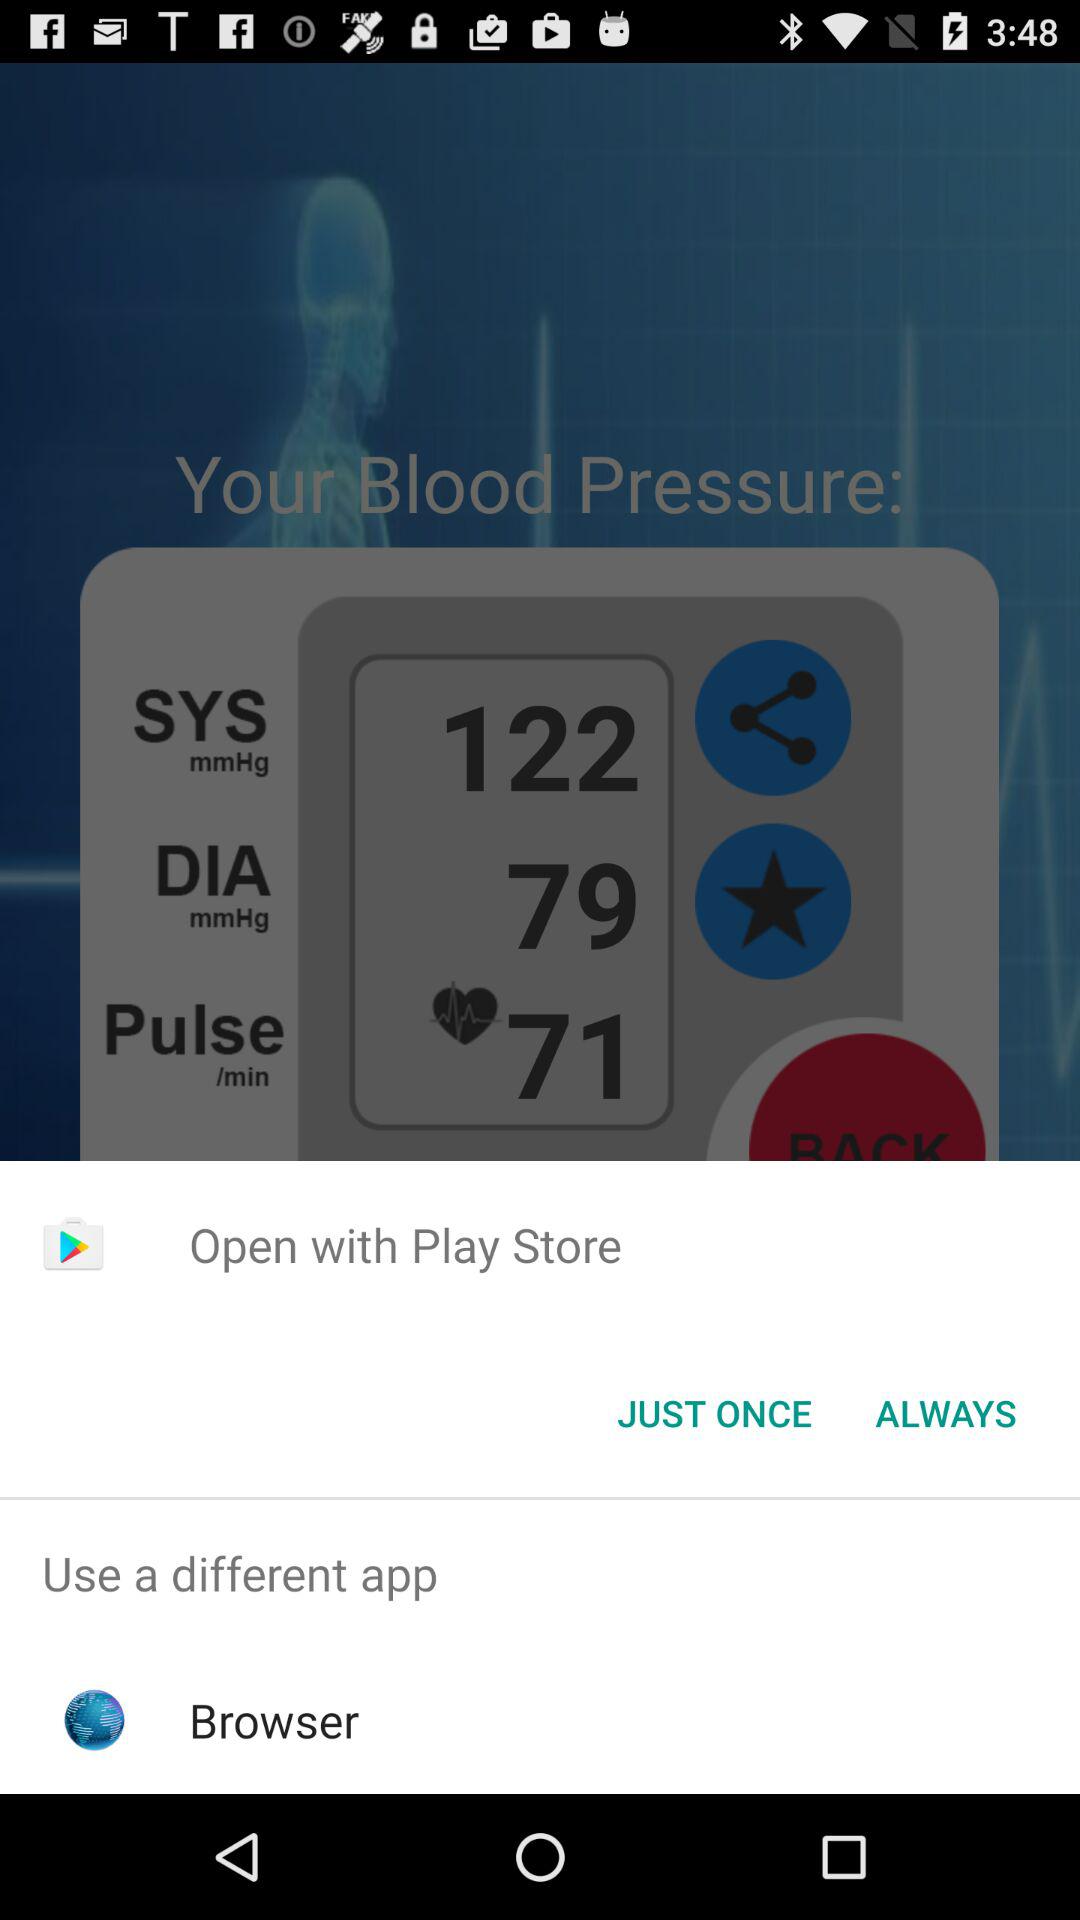 FAKE
3:48
Your Blood Pressure:
SYS
mmHg
122
DIA
mmHg
79
Pulse
/min
71
BACK
Open with Play Store
JUST ONCE ALWAYS
Use a different app
Browser